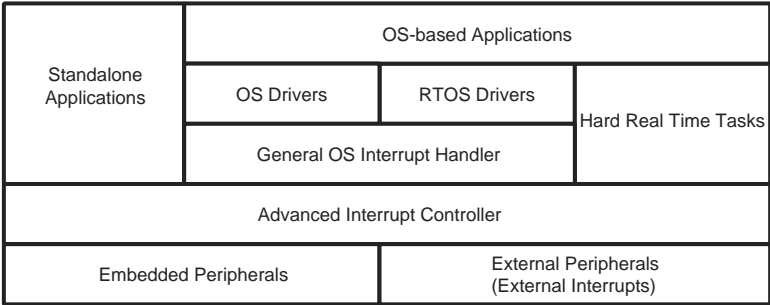 OS-based Applications
Standalone
Applications
OS Drivers
RTOS Drivers
Hard Real Time Tasks
General OS Interrupt Handler
Advanced Interrupt Controller
Embedded Peripherals
External Peripherals
(External Interrupts)